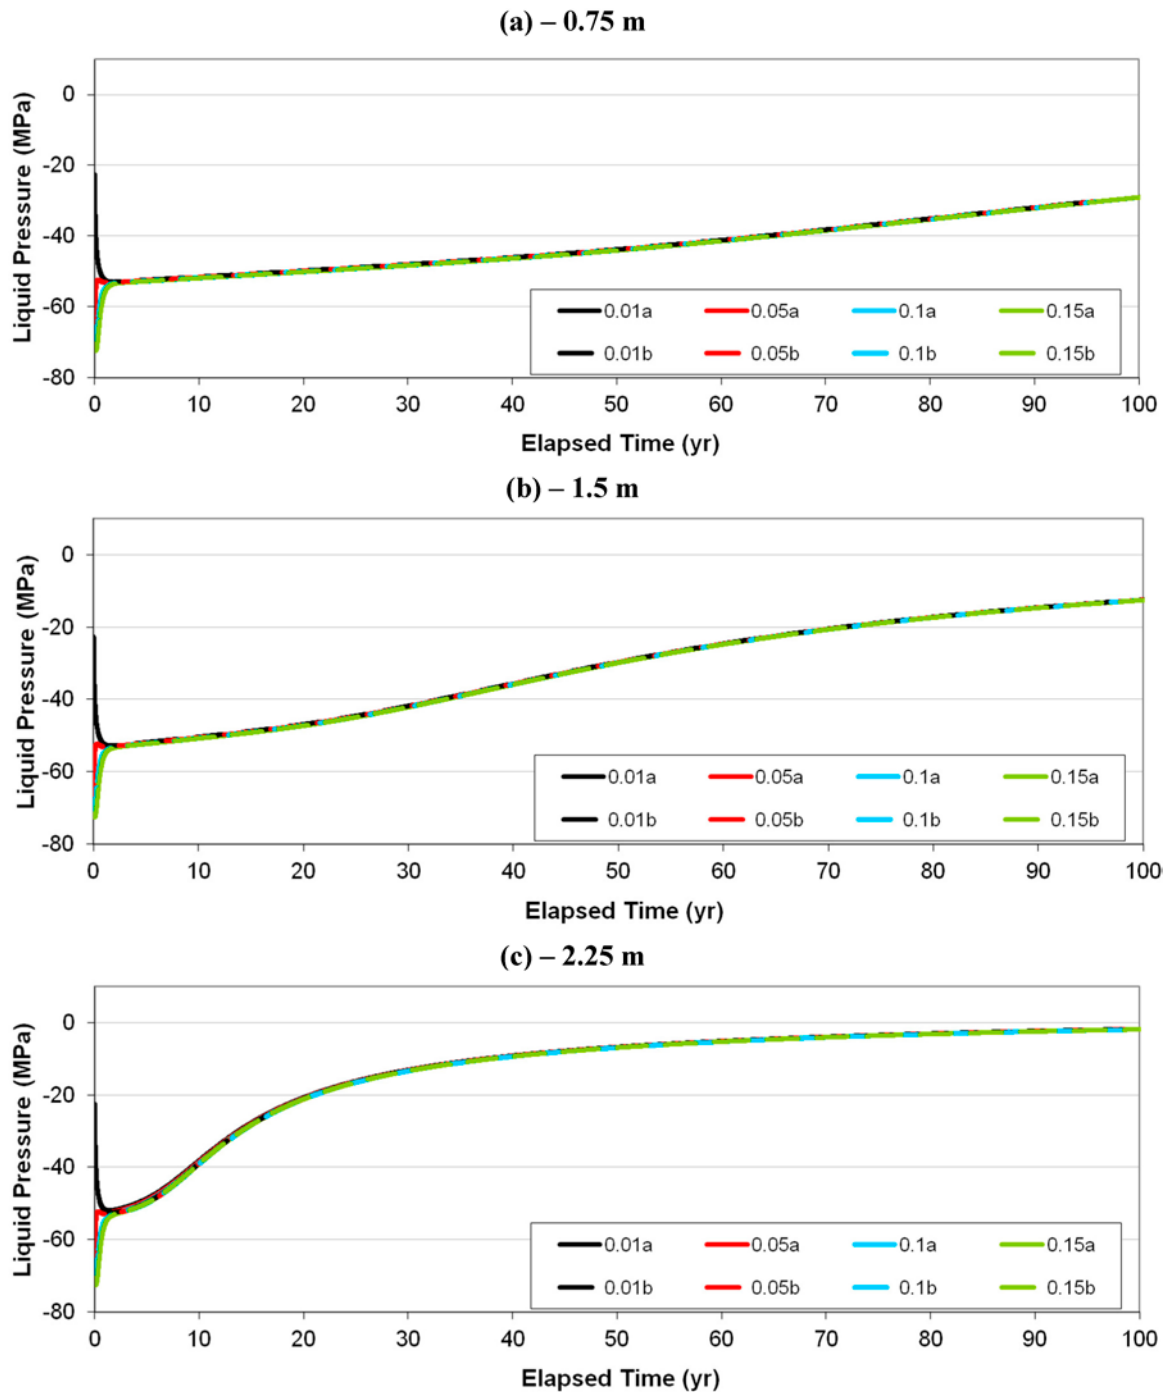 (a) – 0.75 m
Liquid Pressure (MPa)
0
-20
-40
-60
-80
0.01a 0.05a 0.1a 0.15a
0.01b 0.05b 0.1b 0.15b
0 10 20 30 40 50 60 70 80 90 100
Elapsed Time (yr)
(b) – 1.5 m
Liquid Pressure (MPa)
0
-20
-40
-60
-80
0.01a 0.05a 0.1a 0.15a
0.01b 0.05b 0.1b 0.15b
0 10 20 30 40 50 60 70 80 90 100
Elapsed Time (yr)
(c) – 2.25 m
Liquid Pressure (MPa)
0
-20
-40
-60
-80
0.01a 0.05a 0.1a 0.15a
0.01b 0.05b 0.1b 0.15b
0 10 20 30 40 50 60 70 80 90 100
Elapsed Time (yr)